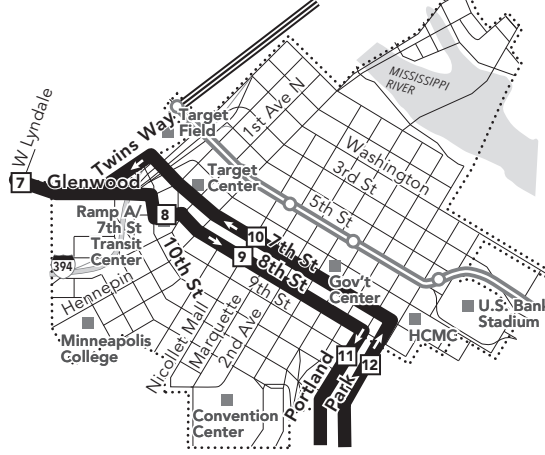 MISSISSIPPI
RIVER
W Lyndale
Twins Way
Target
Field
1st Ave N
Washington
3rd St
7
Glenwood
Target
Center
5th St
Ramp A/
7th St
Transit
Center
8
10
7th St
394
10th St
9
8th St
Gov't
Center
Hennepin
9th St
U.S. Bank
Stadium
Minneapolis
College
Nicollet Mall
Marquette
2nd Ave
HCMC
11
12
Portland
Park
Convention
Center